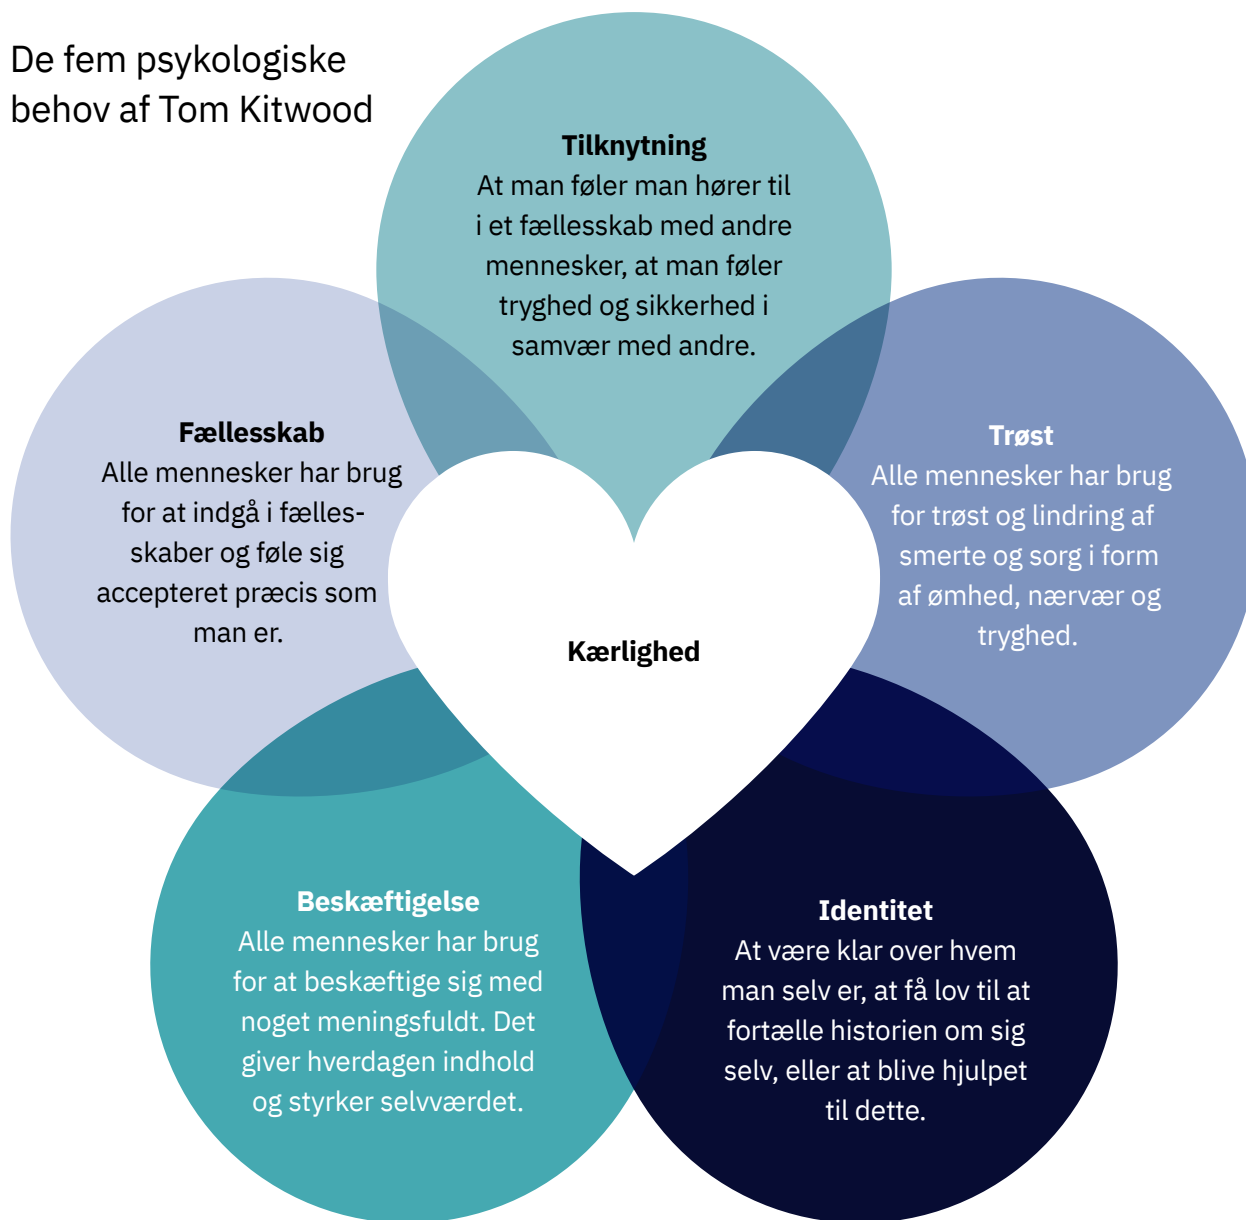 De fem psykologiske
behov af Tom Kitwood
Tilknytning
At man føler man hører til
i et fællesskab med andre
mennesker, at man føler
tryghed og sikkerhed i
samvær med andre.
Fællesskab
Alle mennesker har brug
for at indgå i fælles-
skaber og føle sig
accepteret præcis som
man er.
Trøst
Alle mennesker har brug
for trøst og lindring af
smerte og sorg i form
af ømhed, nærvær og
tryghed.
Kærlighed
Beskæftigelse
Alle mennesker har brug
for at beskæftige sig med
noget meningsfuldt. Det
giver hverdagen indhold
og styrker selvværdet.
Identitet
At være klar over hvem
man selv er, at få lov til at
fortælle historien om sig
selv, eller at blive hjulpet
til dette.